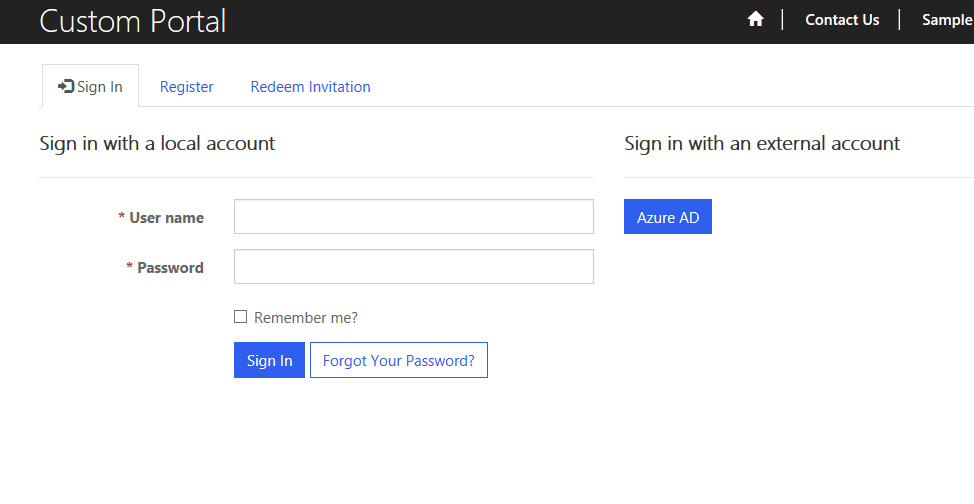 Custom Portal
Contact Us
Sample
Sign In
Register
Redeem Invitation
Sign in with a local account
Sign in with an external account
* User name
Azure AD
* Password
Remember me?
Sign In
Forgot Your Password?